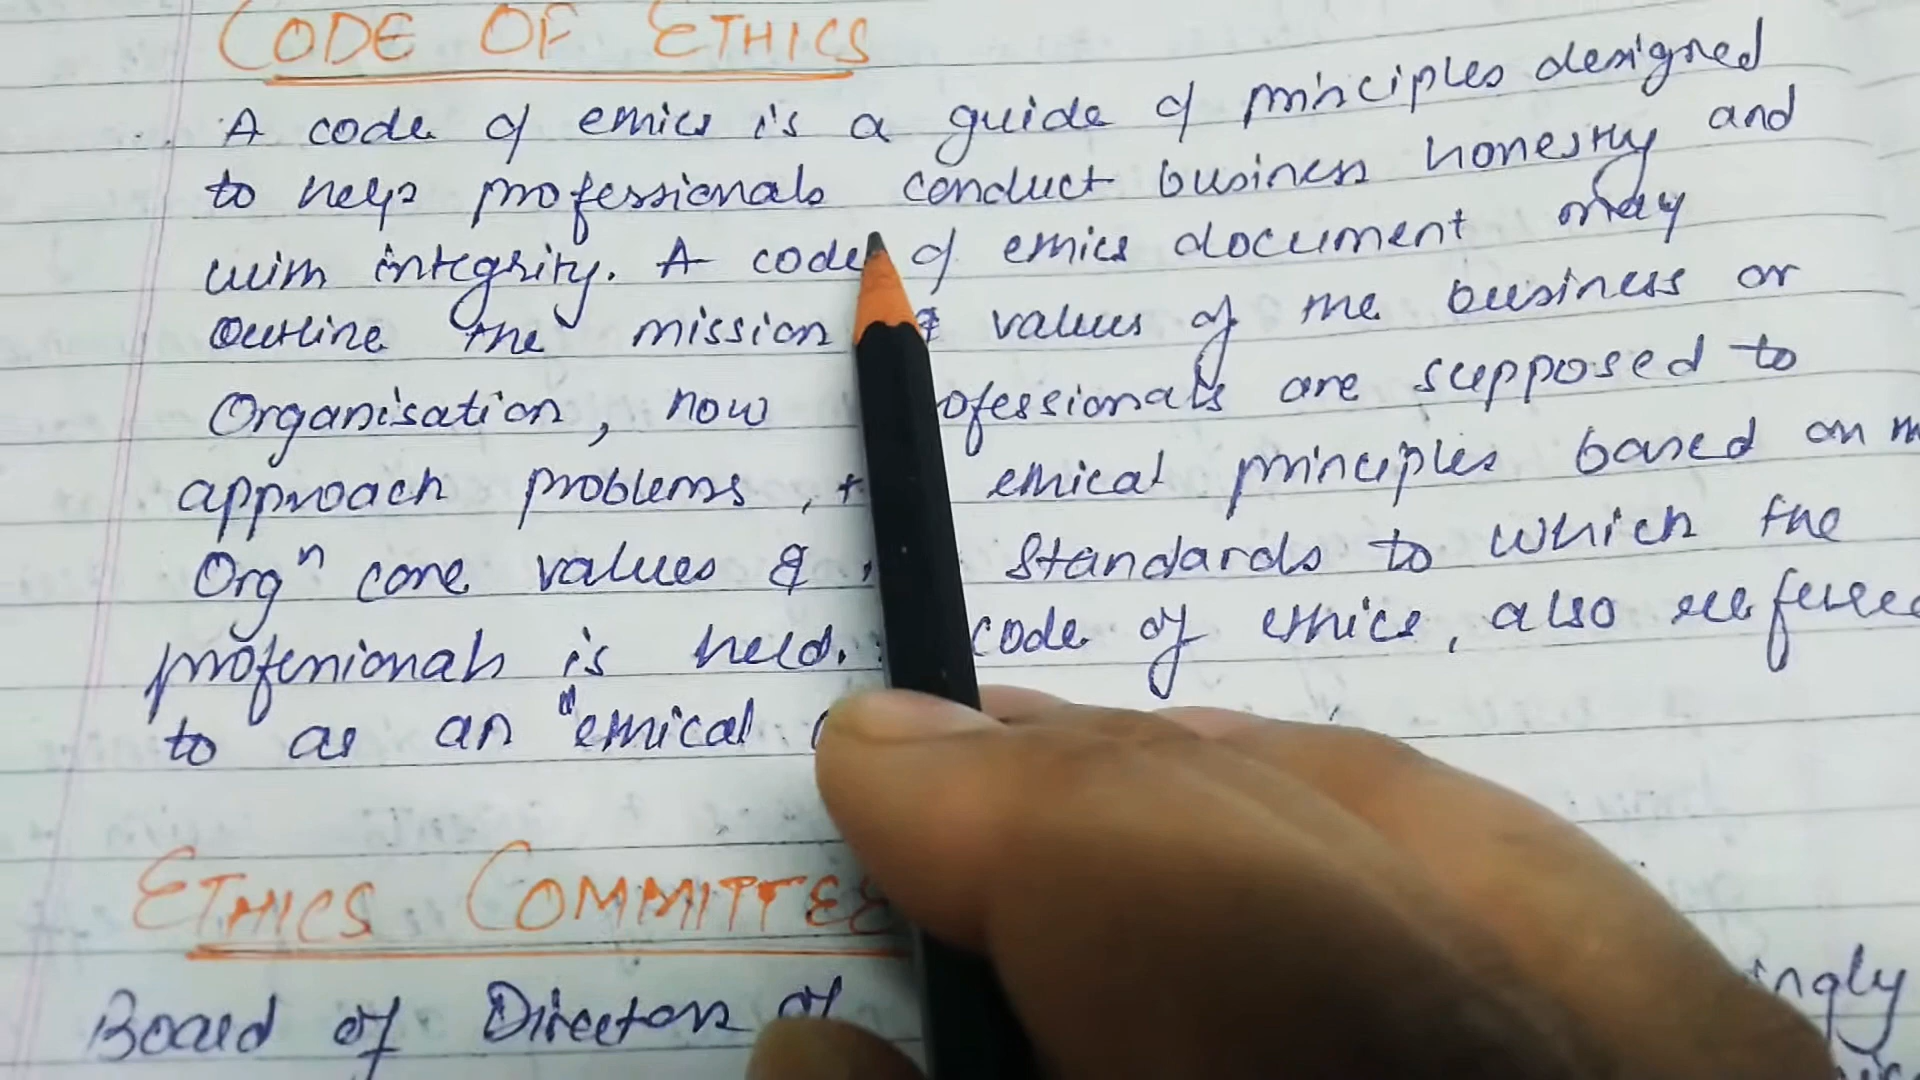 CODE OF ETHICS
A code of ethics is a guide of principles designed
to help professionals conduct business honestly and
with integrity. A code of ethics document may
outline the mission & values of the business or
Organisation, how ofessionals are supposed to
approach problems, ethical principles based on
Orgⁿ core values & standards to which the
professionals is held. code of ethics, also referred
to as an "ethical
ETHICS COMMITTEE
Board of Directors of ingly